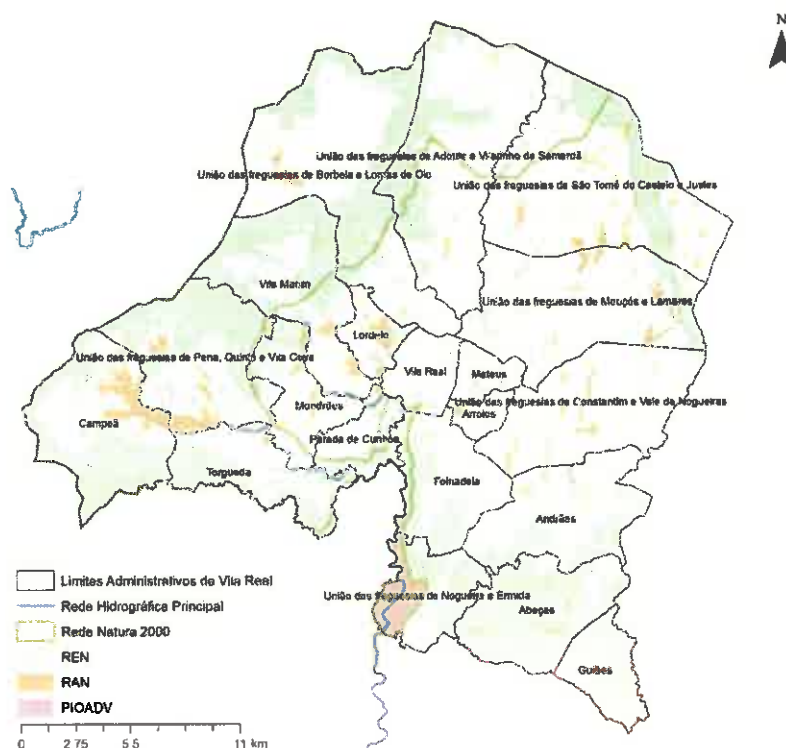 N
União das freguesias de Adoufe e Vilarinho de Samardã
União das freguesias de Borbela e Lamas de Olo
União das freguesias de São Tomé do Castelo e Justes
Vila Marim
União das freguesias de Mouçós e Lamares
Lordelo
União das freguesias de Pena, Quintã e Vila Cova
Vila Real
Mateus
Mondrões
União das freguesias de Constantim e Vale de Nogueiras
Arroios
Campeã
Parada de Cunhos
Torgueda
Folhadela
Andrães
União das freguesias de Nogueira e Ermida
Abaças
Guiães
Limites Administrativos de Vila Real
Rede Hidrográfica Principal
Rede Natura 2000
REN
RAN
PIOADV
0 2.75 5.5 11 km